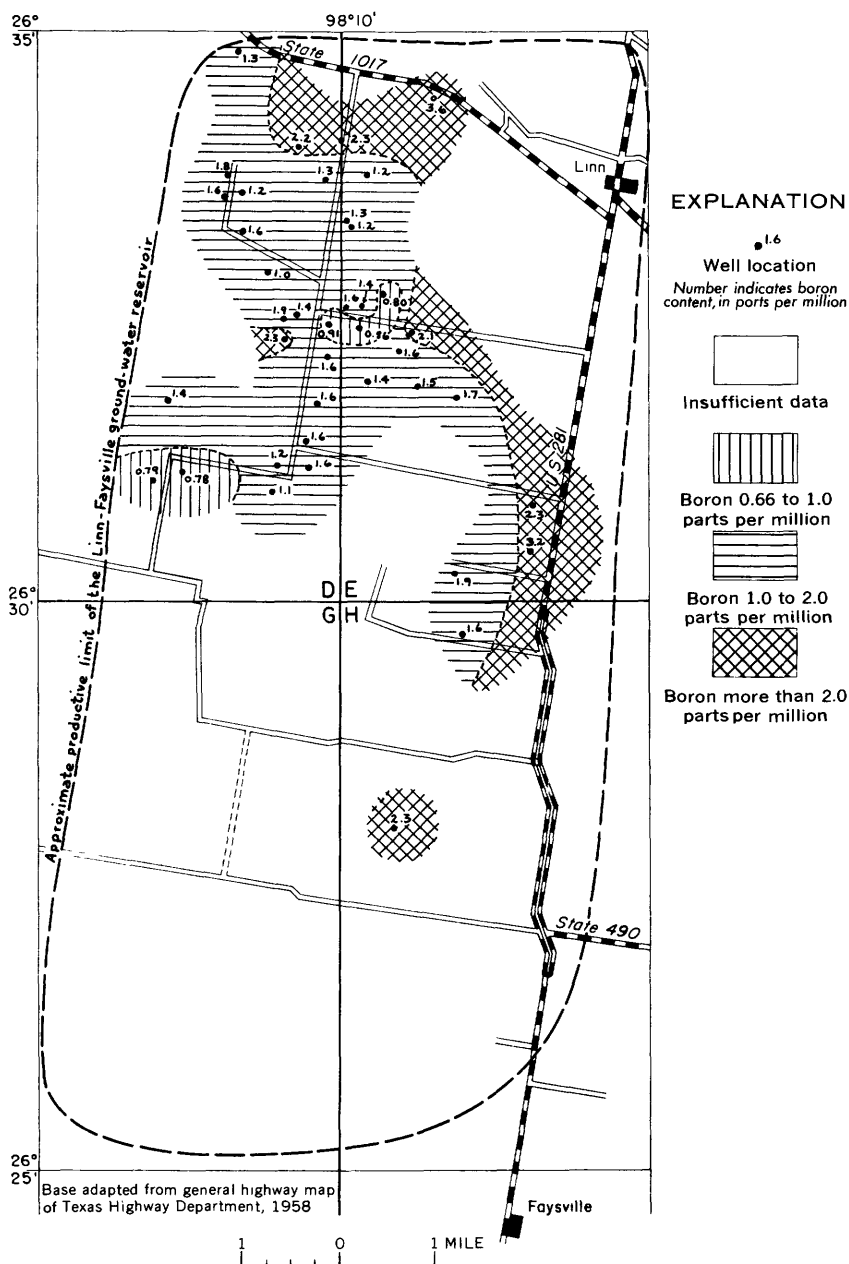 26°
35'
98°10'
State 1017
1.3
3.6
2.2
2.3
Linn
1.8
1.3
1.2
1.6
1.2
1.3
1.2
1.6
1.0
1.4
0.80
1.6
1.9
1.4
0.91
0.56
2.1
2.3
1.6
1.6
1.4
1.5
1.7
1.4
1.6
1.6
1.2
1.6
0.79
0.78
1.1
U.S. 281
2.3
3.2
1.9
26°
30'
D E
G H
1.6
Approximate productive limit of the Linn-Faysville ground-water reservoir
2.3
State 490
26°
25'
Base adapted from general highway map
of Texas Highway Department, 1958
Faysville
1 0 1 MILE
EXPLANATION
1.6
Well location
Number indicates boron
content, in parts per million
Insufficient data
Boron 0.66 to 1.0
parts per million
Boron 1.0 to 2.0
parts per million
Boron more than 2.0
parts per million